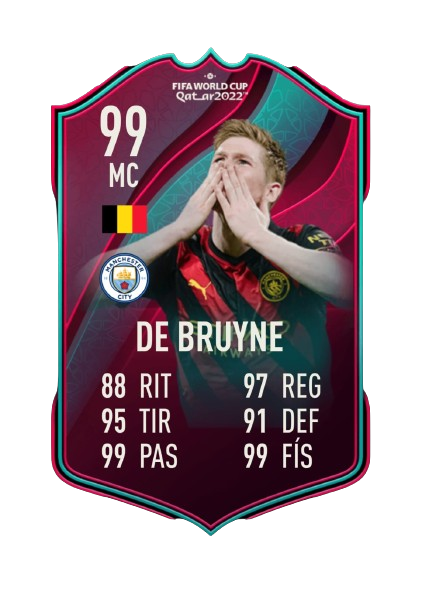 FIFA WORLD CUP
Qatar2022
99
MC
MANCHESTER
CITY
DE BRUYNE
88 RIT 97 REG
95 TIR 91 DEF
99 PAS 99 FÍS